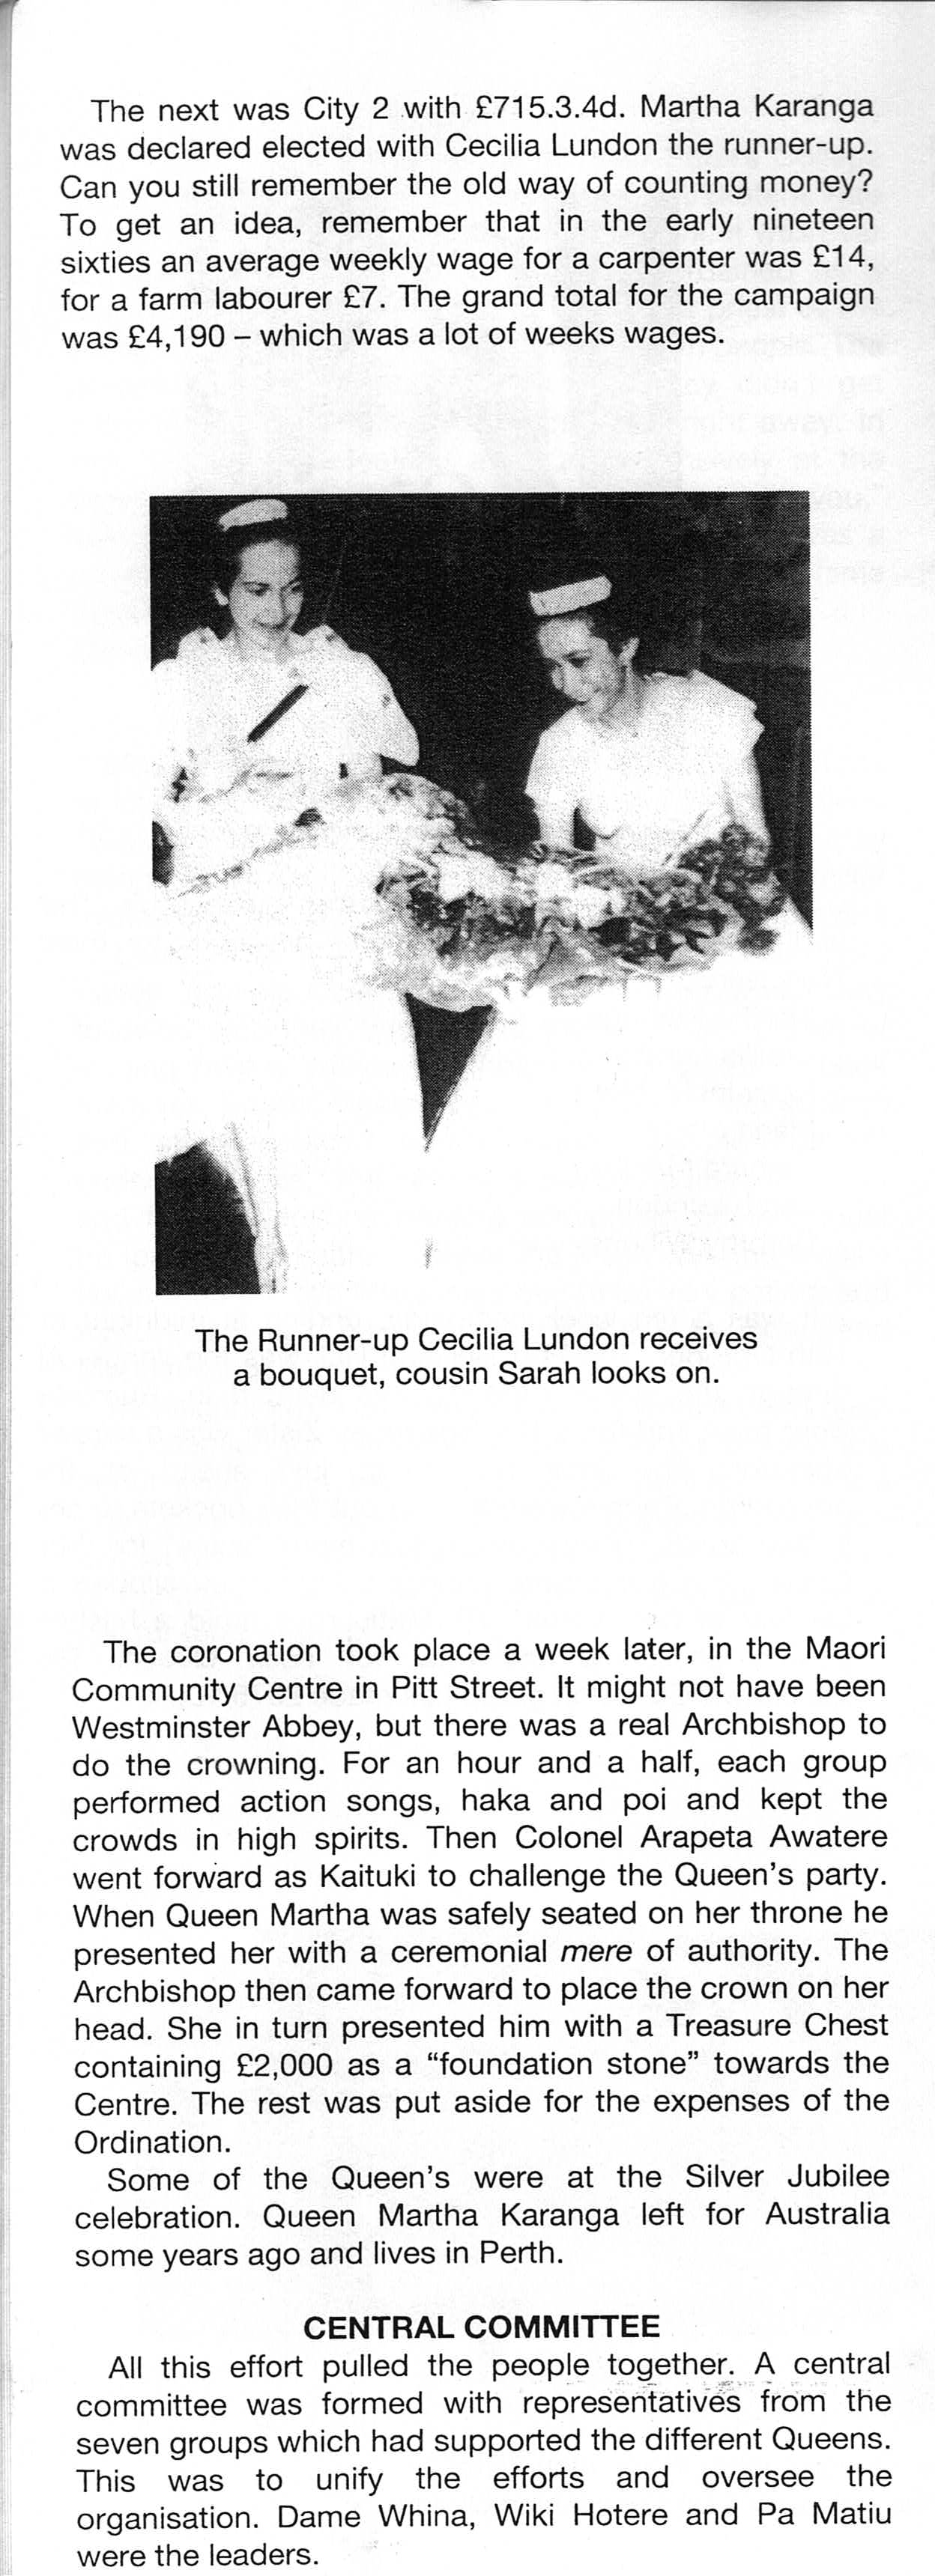 The next was City 2 with £715.3.4d. Martha Karanga
was declared elected with Cecilia Lundon the runner-up.
Can you still remember the old way of counting money?
To get an idea, remember that in the early nineteen
sixties an average weekly wage for a carpenter was £14,
for a farm labourer £7. The grand total for the campaign
was £4,190 – which was a lot of weeks wages.
The Runner-up Cecilia Lundon receives
a bouquet, cousin Sarah looks on.
The coronation took place a week later, in the Maori
Community Centre in Pitt Street. It might not have been
Westminster Abbey, but there was a real Archbishop to
do the crowning. For an hour and a half, each group
performed action songs, haka and poi and kept the
crowds in high spirits. Then Colonel Arapeta Awatere
went forward as Kaituki to challenge the Queen's party.
When Queen Martha was safely seated on her throne he
presented her with a ceremonial mere of authority. The
Archbishop then came forward to place the crown on her
head. She in turn presented him with a Treasure Chest
containing £2,000 as a “foundation stone” towards the
Centre. The rest was put aside for the expenses of the
Ordination.
Some of the Queen's were at the Silver Jubilee
celebration. Queen Martha Karanga left for Australia
some years ago and lives in Perth.
CENTRAL COMMITTEE
All this effort pulled the people together. A central
committee was formed with representatives from the
seven groups which had supported the different Queens.
This was to unify the efforts and oversee the
organisation. Dame Whina, Wiki Hotere and Pa Matiu
were the leaders.